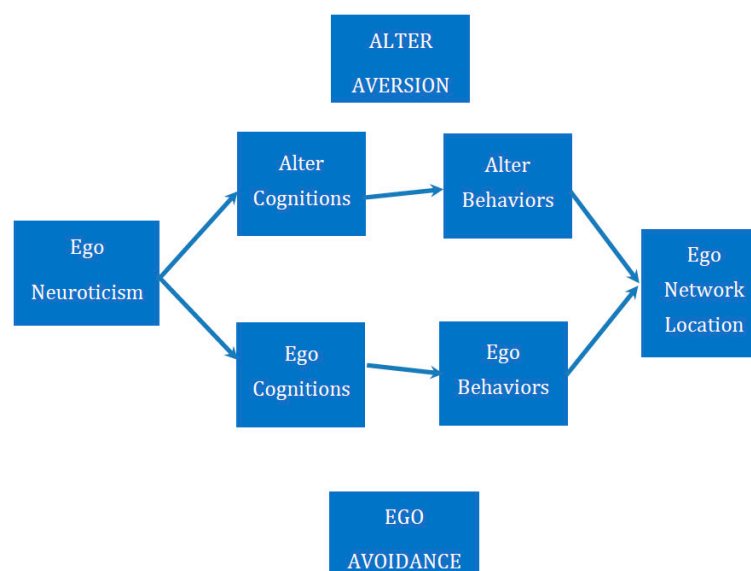 ALTER
AVERSION
Alter
Cognitions
Alter
Behaviors
Ego
Neuroticism
Ego
Network
Location
Ego
Cognitions
Ego
Behaviors
EGO
AVOIDANCE